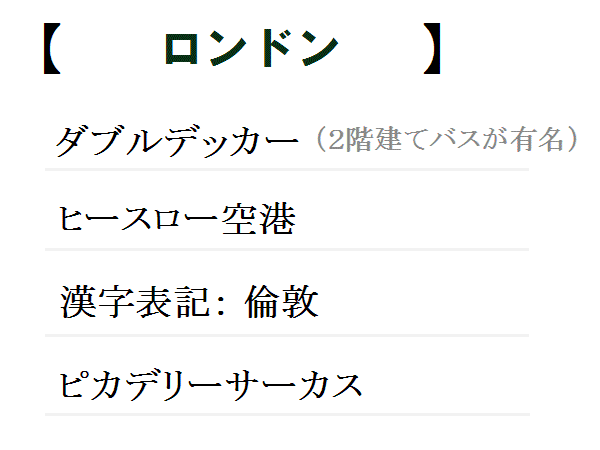 【 ロンドン 】
ダブルデッカー（2階建てバスが有名）
ヒースロー空港
漢字表記： 倫敦
ピカデリーサーカス